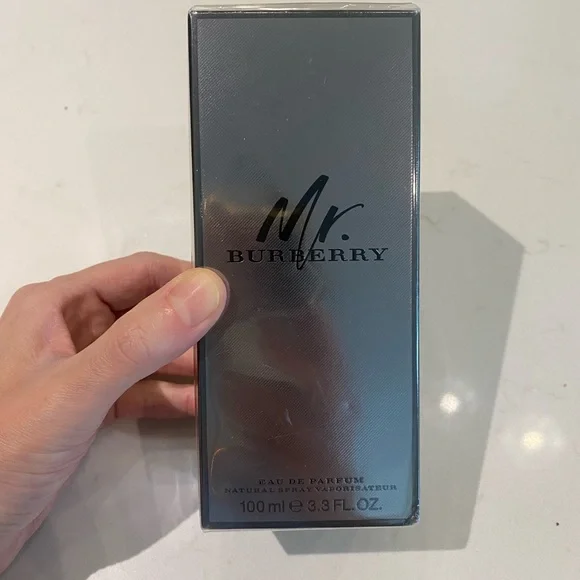 Mr.
BURBERRY
EAU DE PARFUM
NATURAL SPRAY VAPORISATEUR
100 ml ℮ 3.3 FL. OZ.